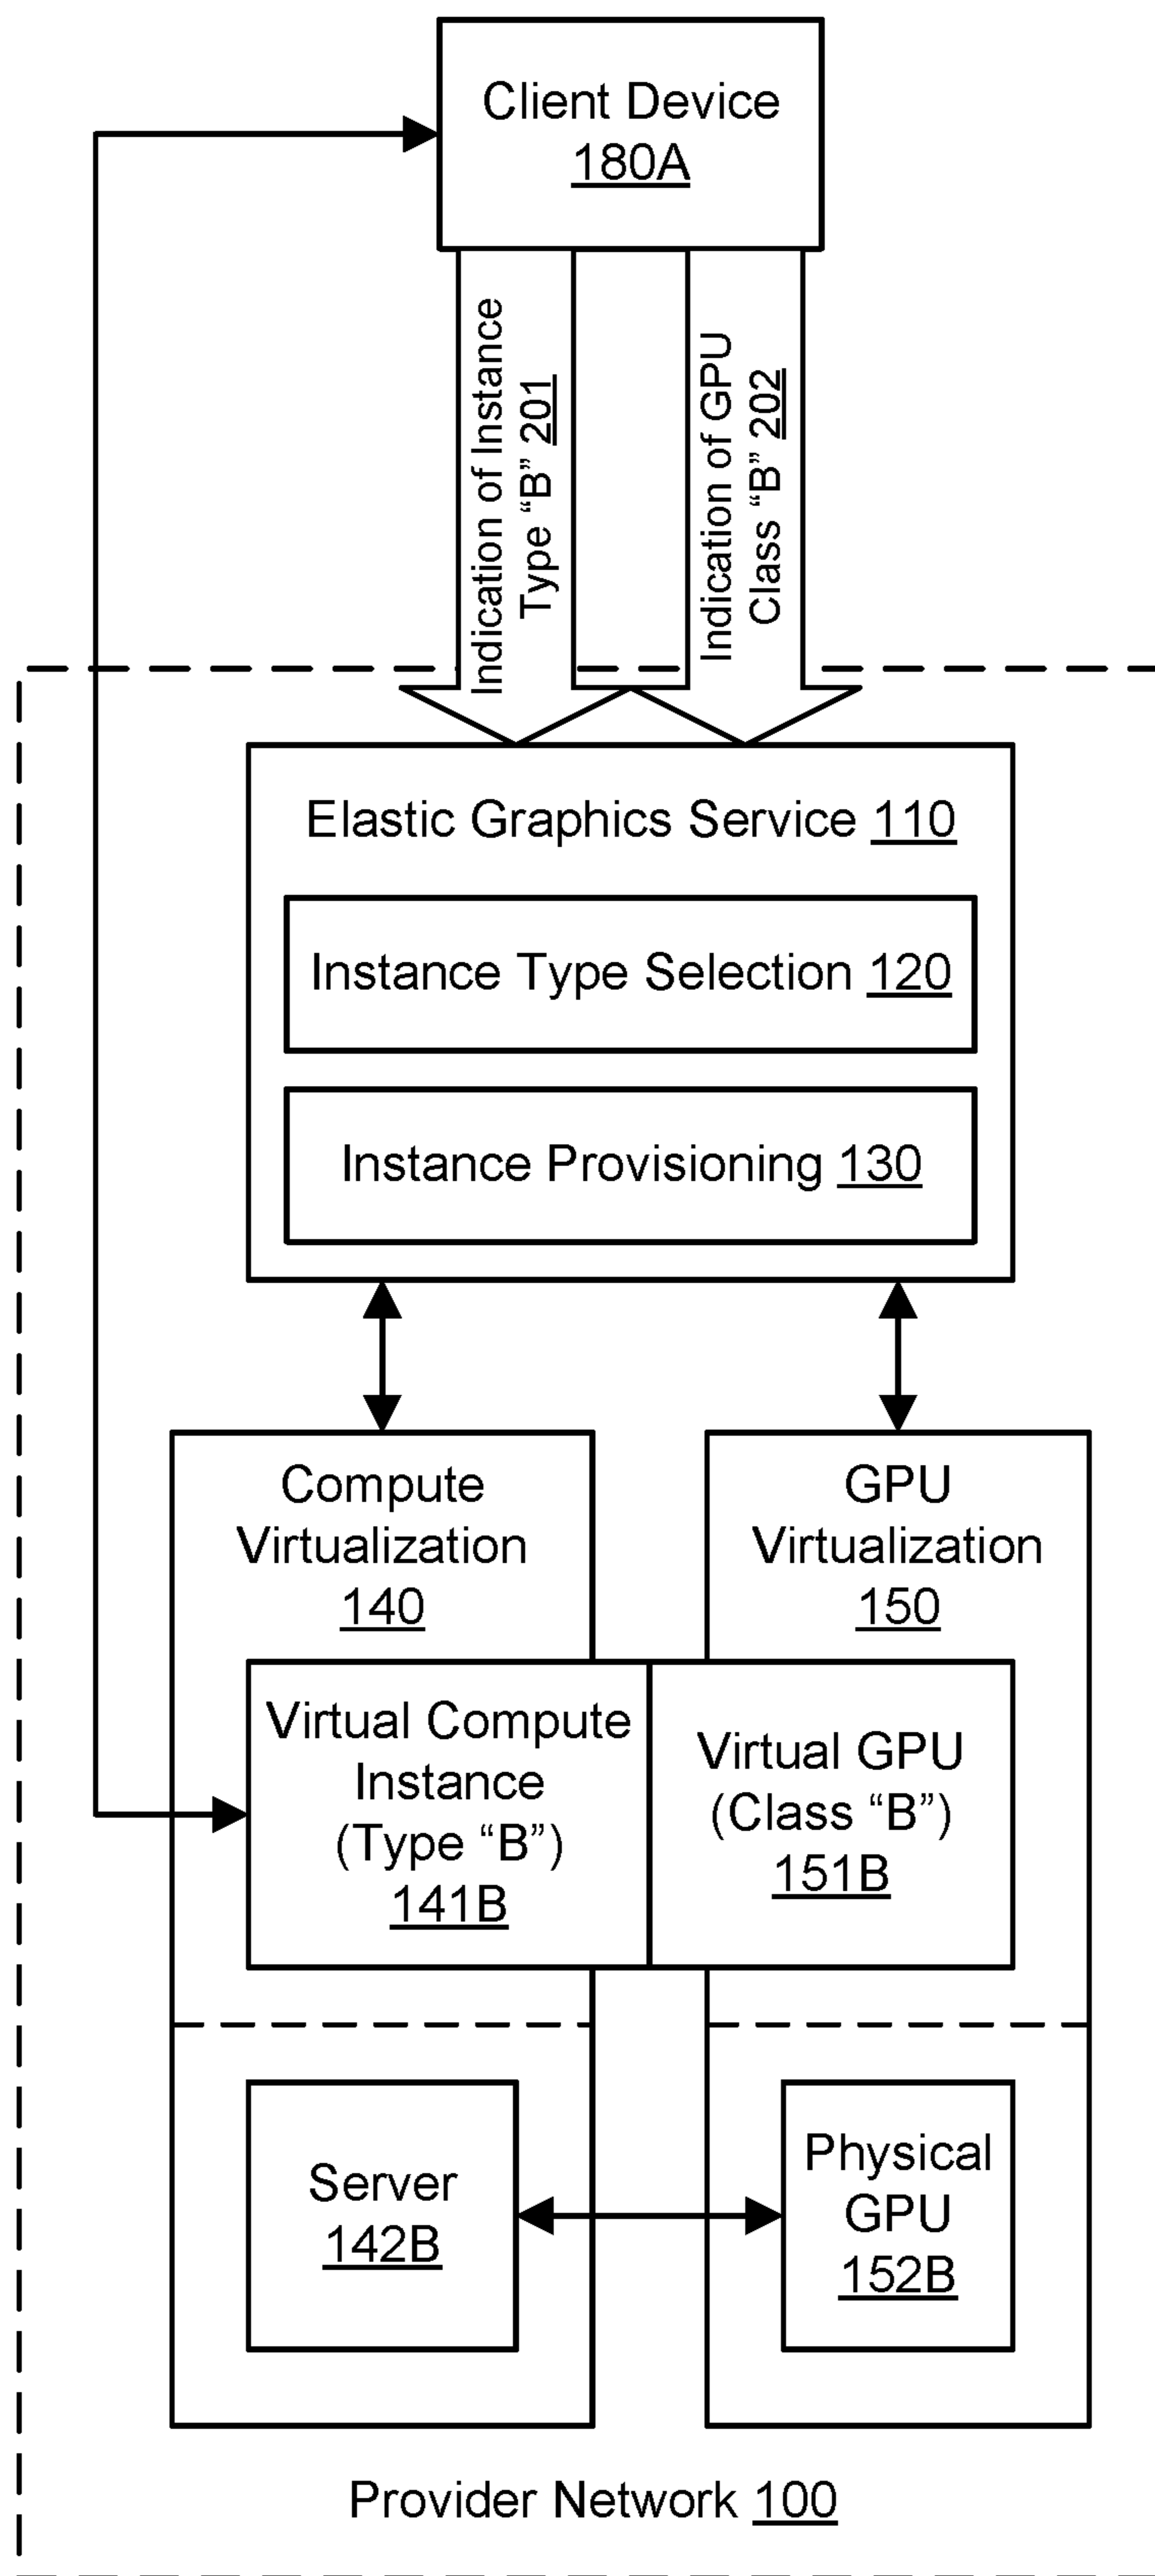 Client Device
180A
Indication of Instance
Type “B” 201
Indication of GPU
Class “B” 202
Elastic Graphics Service 110
Instance Type Selection 120
Instance Provisioning 130
Compute
Virtualization
140
GPU
Virtualization
150
Virtual Compute
Instance
(Type “B”)
141B
Virtual GPU
(Class “B”)
151B
Server
142B
Physical
GPU
152B
Provider Network 100